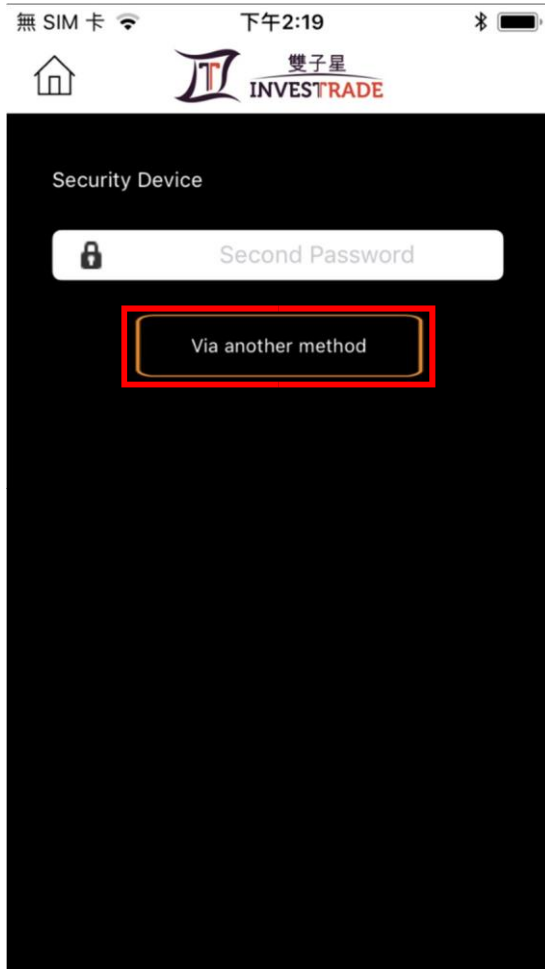 無 SIM 卡 下午2:19
雙子星
INVESTRADE
Security Device
Second Password
Via another method